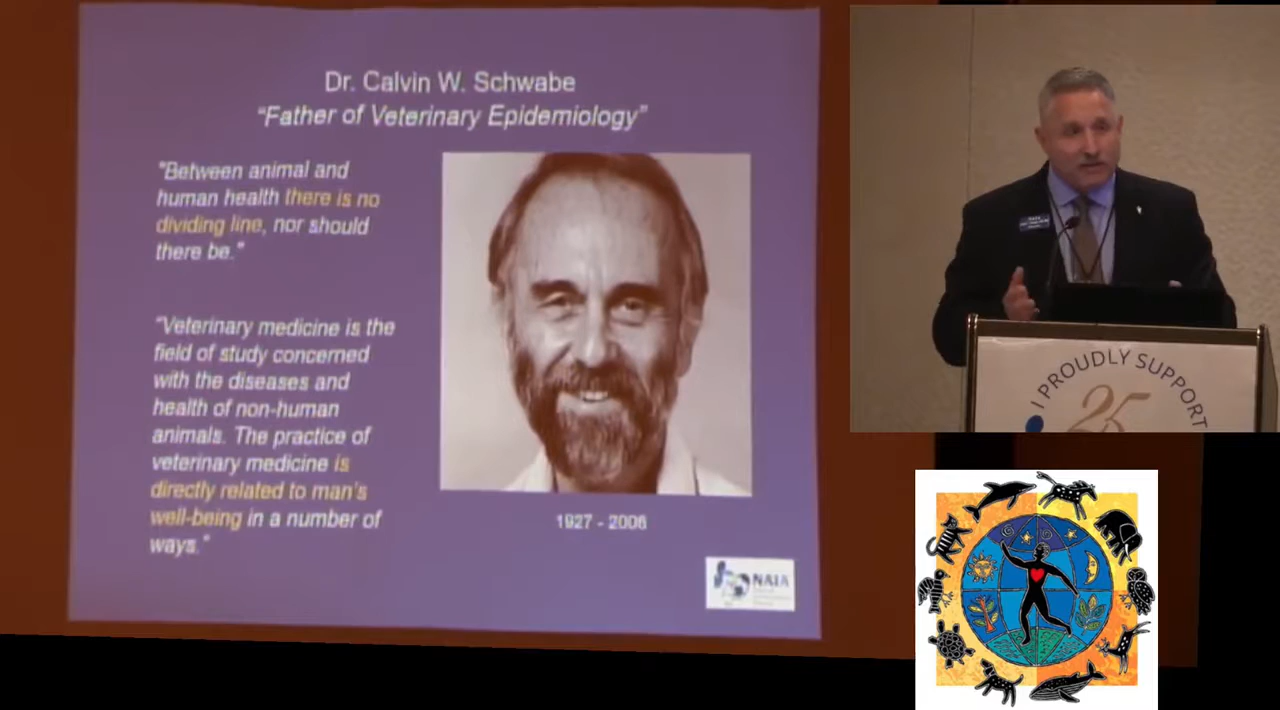 Dr. Calvin W. Schwabe
“Father of Veterinary Epidemiology”
"Between animal and
human health there is no
dividing line, nor should
there be."
"Veterinary medicine is the
field of study concerned
with the diseases and
health of non-human
animals. The practice of
veterinary medicine is
directly related to man's
well-being in a number of
ways."
1927 - 2006
NAIA
I PROUDLY SUPPORT
25